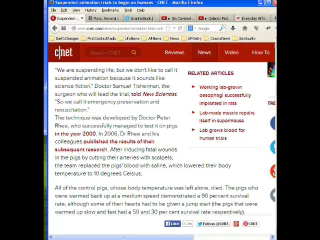 Suspended animation trials to begin on humans - CNET - Mozilla Firefox
c|net
Reviews News Video How To
"We are suspending life, but we don't like to call it
suspended animation because it sounds like
science fiction," Doctor Samuel Tisherman, the
surgeon who will lead the trial, told New Scientist.
"So we call it emergency preservation and
resuscitation."
The technique was developed by Doctor Peter
Rhee, who successfully managed to test it on pigs
in the year 2000. In 2006, Dr Rhee and his
colleagues published the results of their
subsequent research. After inducing fatal wounds
in the pigs by cutting their arteries with scalpels,
the team replaced the pigs' blood with saline, which lowered their body
temperature to 10 degrees Celsius.
RELATED ARTICLES
Working lab-grown
oesophagi successfully
implanted in rats
Lab-made muscle repairs
itself in supermouse
Lab grows blood for
human trials
All of the control pigs, whose body temperature was left alone, died. The pigs who
were warmed back up at a medium speed demonstrated a 90 percent survival
rate, although some of their hearts had to be given a jump start (the pigs that were
warmed up slow and fast had a 50 and 30 per cent survival rate respectively).
Like
Follow @CNET